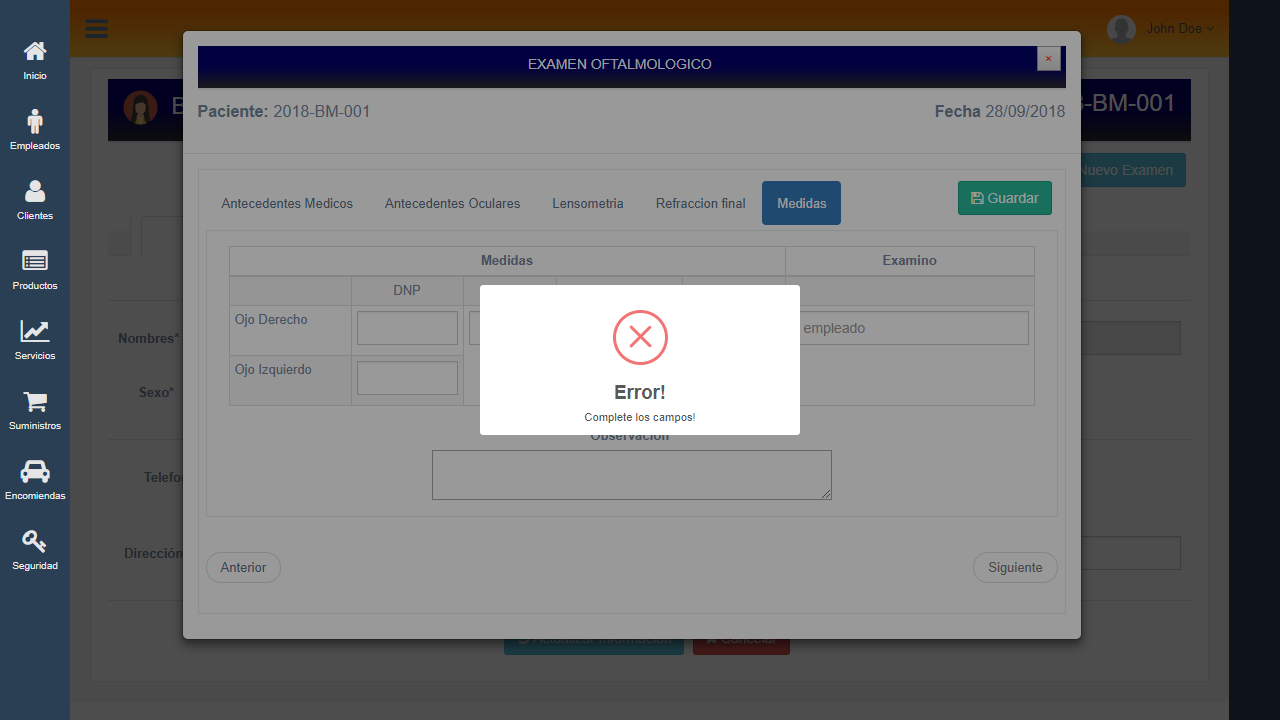 Inicio
Empleados
Clientes
Productos
Servicios
Suministros
Encomiendas
Seguridad
John Doe
B
-BM-001
Nuevo Examen
Nombres*
Sexo*
Telefo
Dirección
EXAMEN OFTALMOLOGICO
×
Paciente: 2018-BM-001
Fecha 28/09/2018
Antecedentes Medicos
Antecedentes Oculares
Lensometria
Refraccion final
Medidas
Guardar
Medidas
Examino
DNP
Ojo Derecho
empleado
Ojo Izquierdo
Error!
Complete los campos!
Observacion
Anterior
Siguiente
Actualizar Informacion
Cancelar